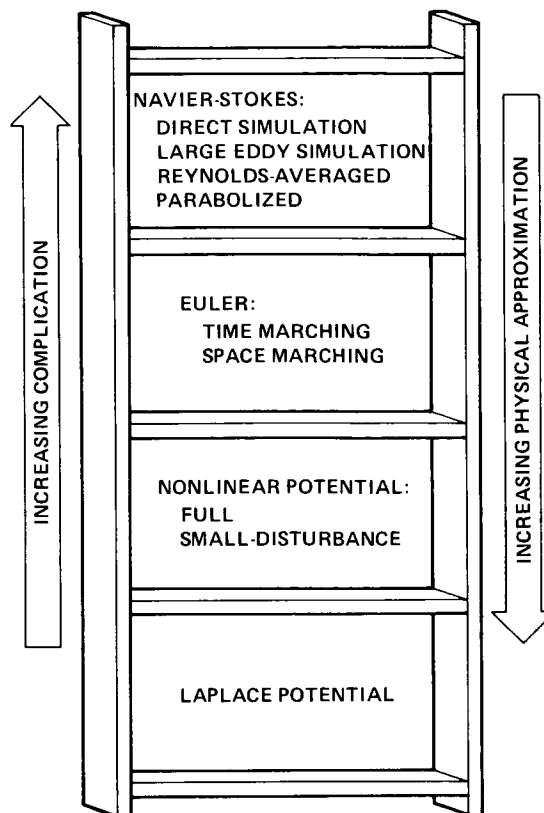 NAVIER-STOKES:
DIRECT SIMULATION
LARGE EDDY SIMULATION
REYNOLDS-AVERAGED
PARABOLIZED
EULER:
TIME MARCHING
SPACE MARCHING
NONLINEAR POTENTIAL:
FULL
SMALL-DISTURBANCE
LAPLACE POTENTIAL
INCREASING COMPLICATION
INCREASING PHYSICAL APPROXIMATION